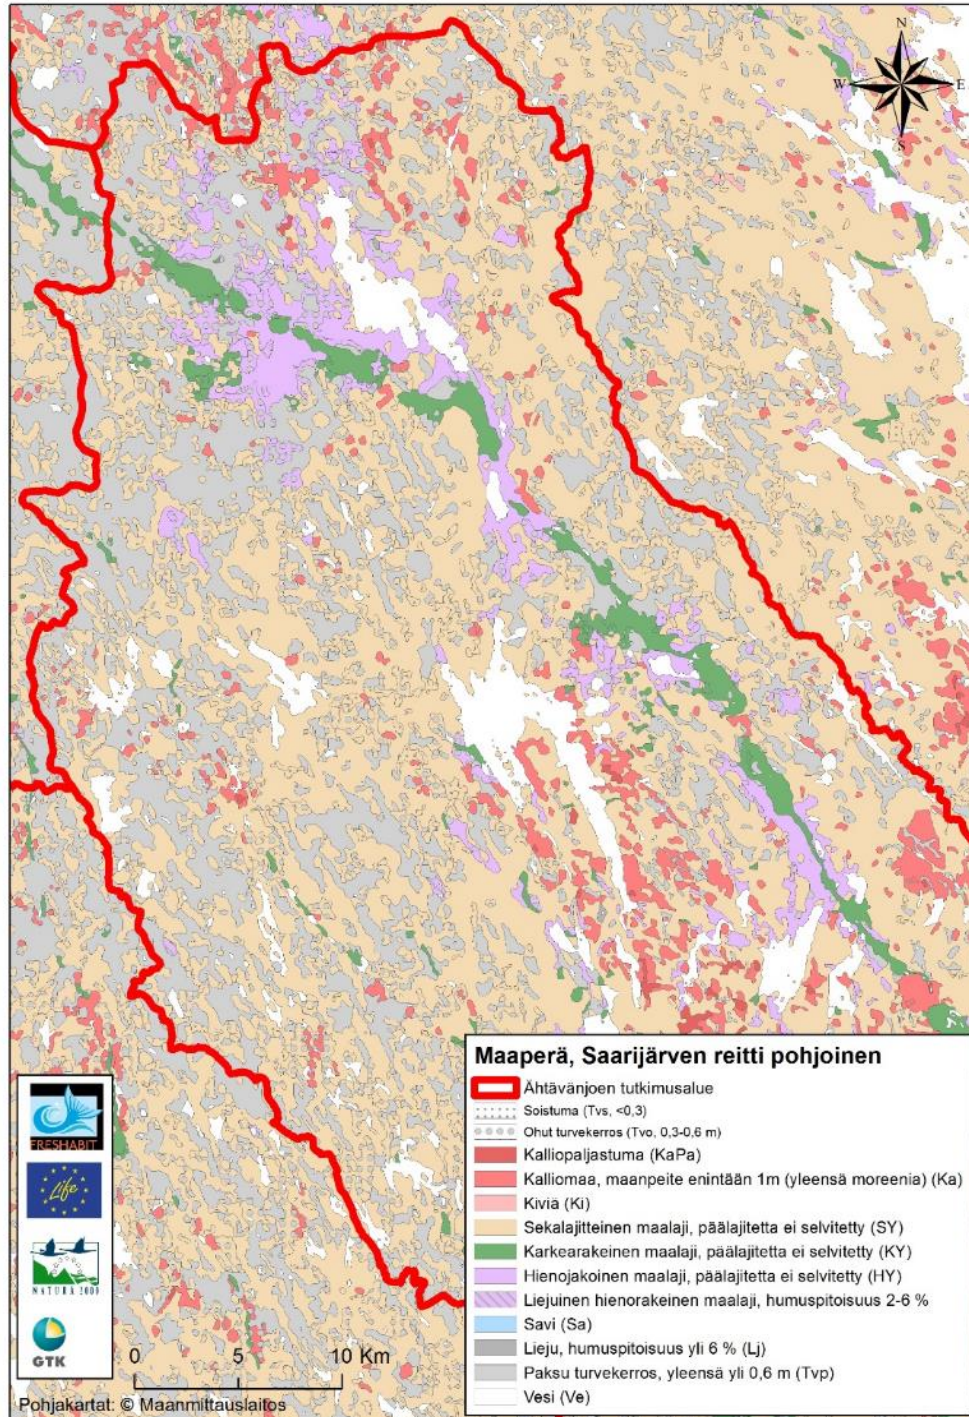 N
W
E
S
Maaperä, Saarijärven reitti pohjoinen
Ähtävänjoen tutkimusalue
Soistuma (Tvs, <0,3)
Ohut turvekerros (Tvo, 0,3-0,6 m)
Kalliopaljastuma (KaPa)
Kalliomaa, maanpeite enintään 1m (yleensä moreenia) (Ka)
Kiviä (Ki)
Sekalajitteinen maalaji, päälajitetta ei selvitetty (SY)
Karkearakeinen maalaji, päälajitetta ei selvitetty (KY)
Hienojakoinen maalaji, päälajitetta ei selvitetty (HY)
Liejuinen hienorakeinen maalaji, humuspitoisuus 2-6 %
Savi (Sa)
Lieju, humuspitoisuus yli 6 % (Lj)
Paksu turvekerros, yleensä yli 0,6 m (Tvp)
Vesi (Ve)
FRESHABIT
Life
NATURA 2000
GTK
0 5 10 Km
Pohjakartat: © Maanmittauslaitos